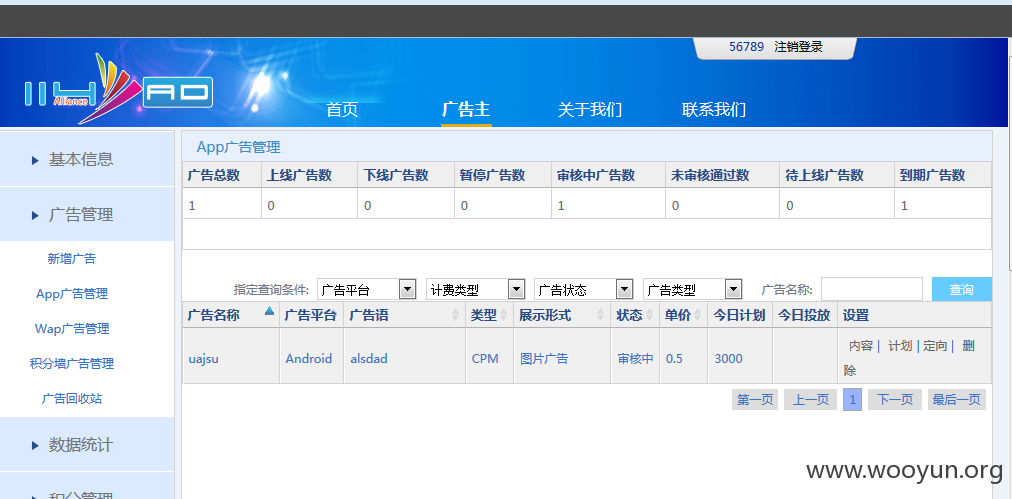 56789 注销登录
Alliance
AD
首页 广告主 关于我们 联系我们
基本信息
广告管理
新增广告
App广告管理
Wap广告管理
积分墙广告管理
广告回收站
数据统计
积分管理
App广告管理
广告总数 上线广告数 下线广告数 暂停广告数 审核中广告数 未审核通过数 待上线广告数 到期广告数
1 0 0 0 1 0 0 1
指定查询条件: 广告平台 计费类型 广告状态 广告类型 广告名称: 查询
广告名称 广告平台 广告语 类型 展示形式 状态 单价 今日计划 今日投放 设置
uajsu Android alsdad CPM 图片广告 审核中 0.5 3000 内容| 计划|定向| 删
除
第一页 上一页 1 下一页 最后一页
www.wooyun.org